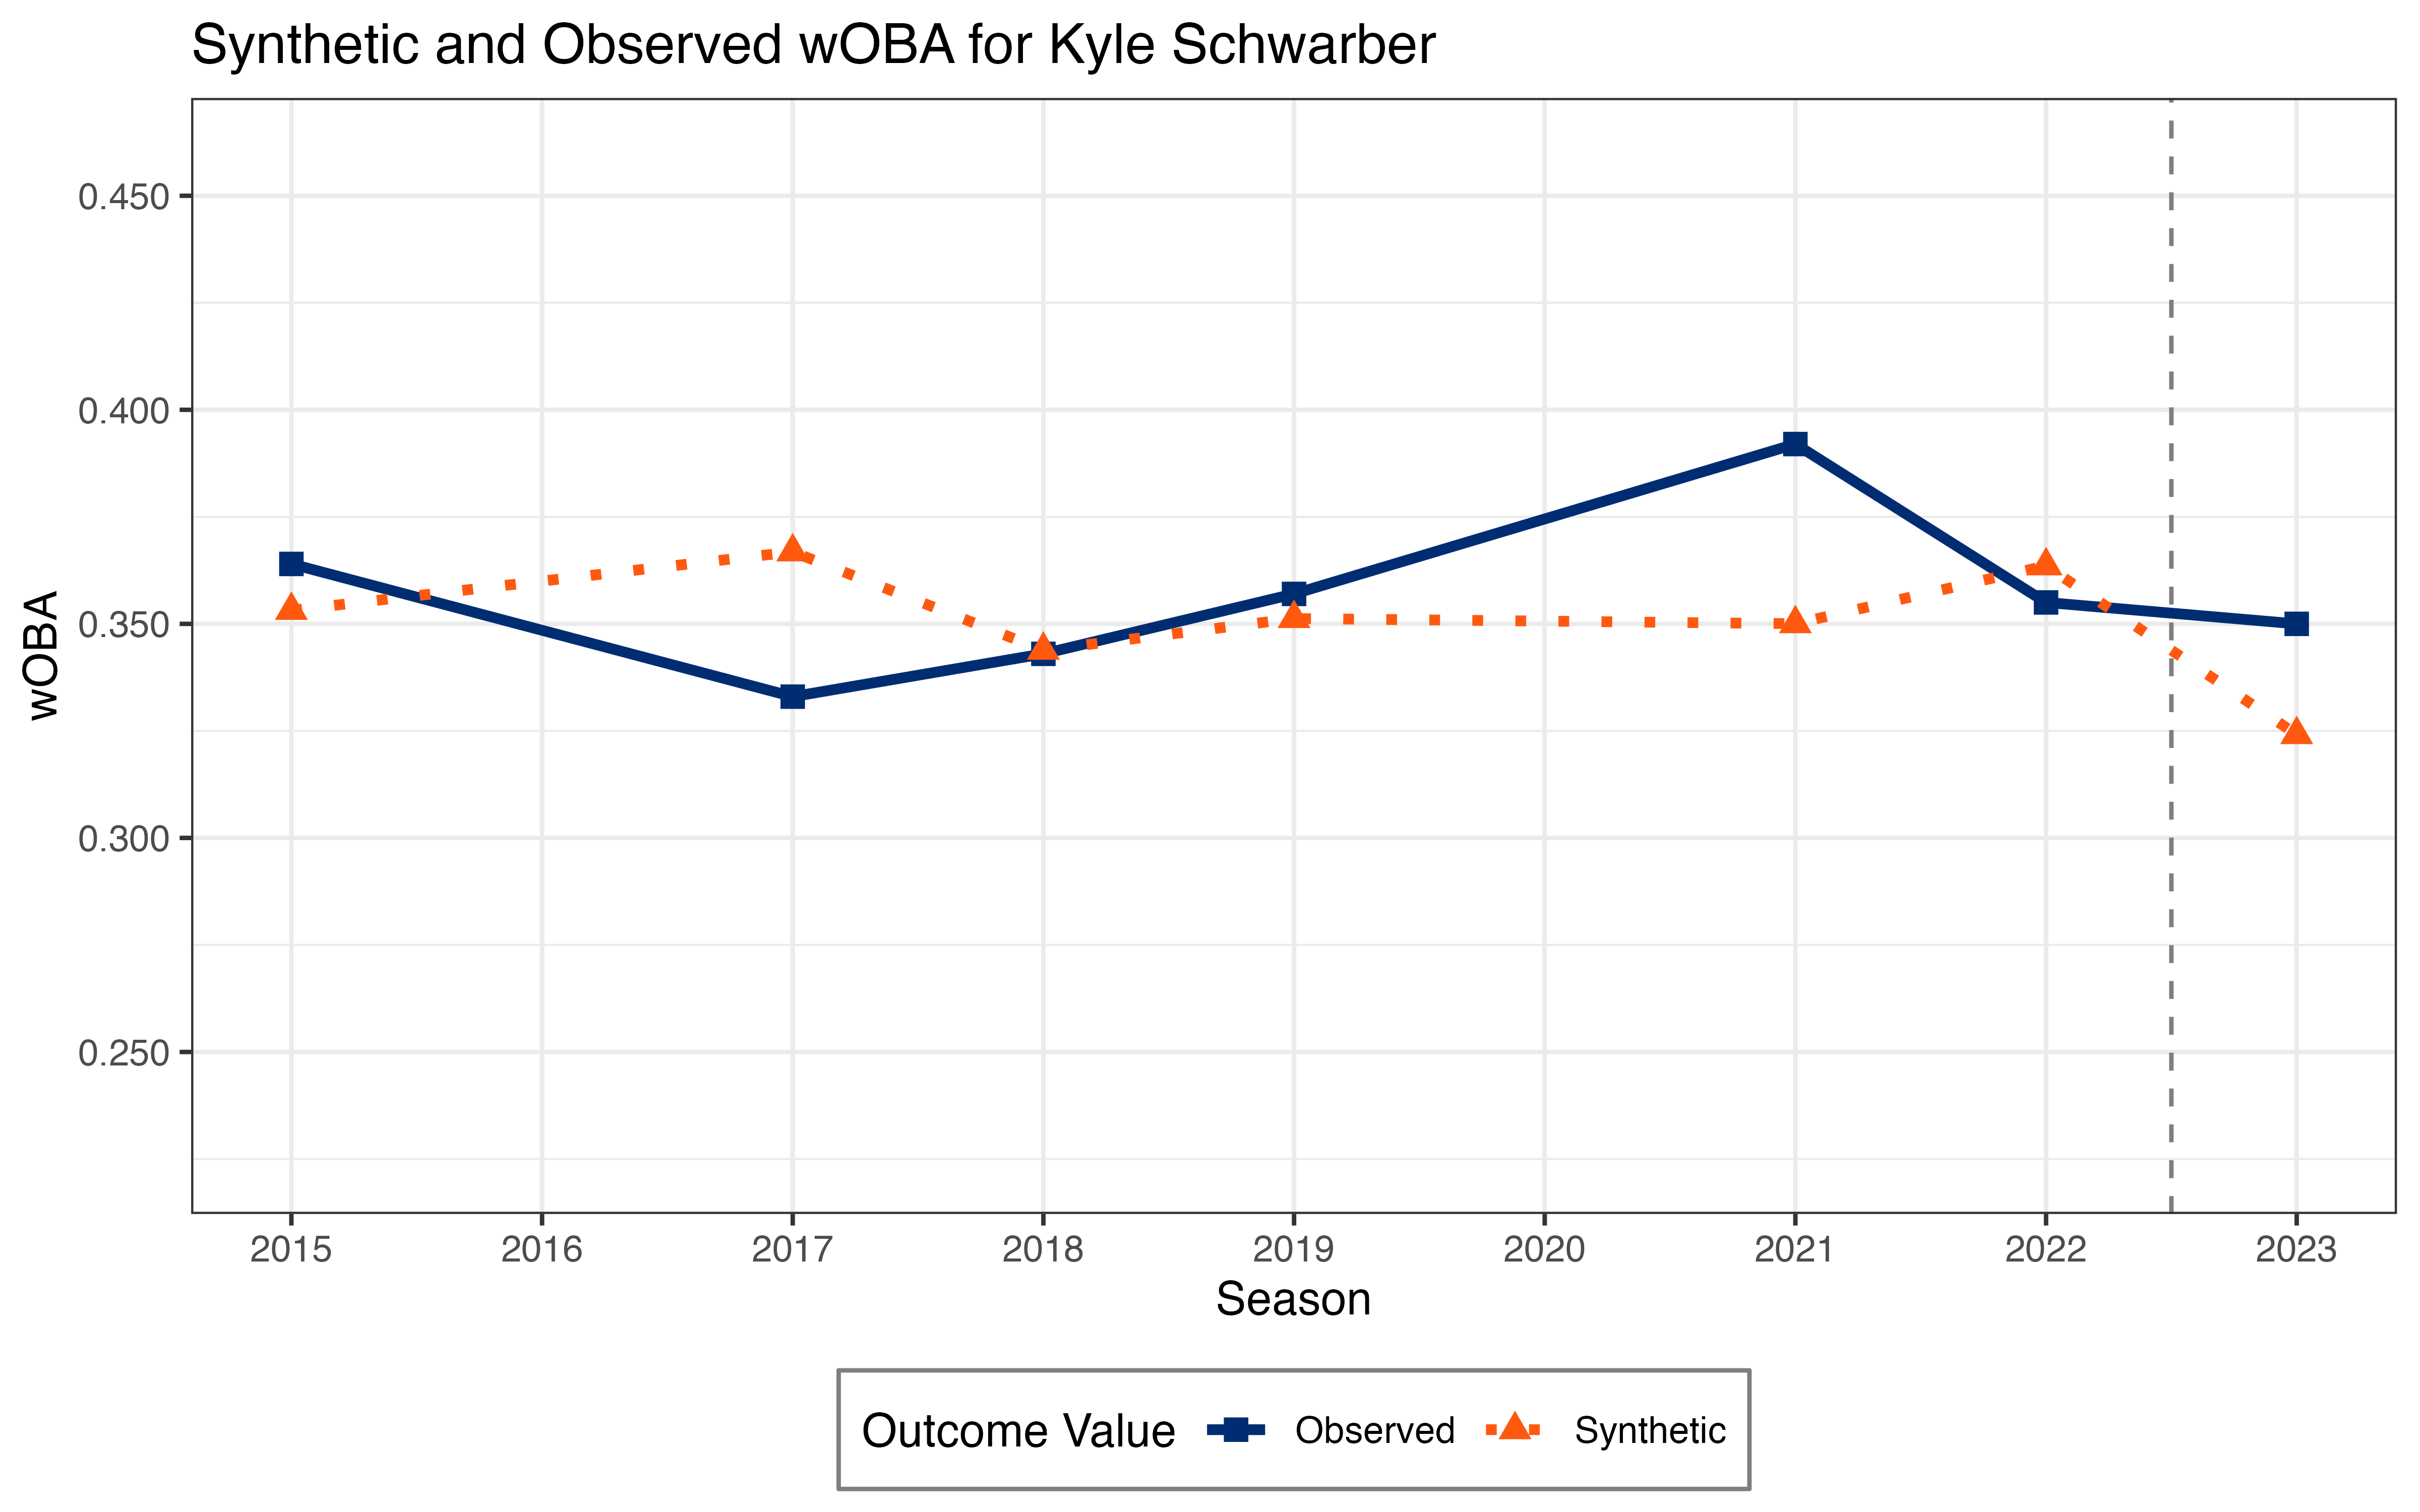 Synthetic and Observed wOBA for Kyle Schwarber
wOBA
0.450
0.400
0.350
0.300
0.250
2015 2016 2017 2018 2019 2020 2021 2022 2023
Season
Outcome Value Observed Synthetic